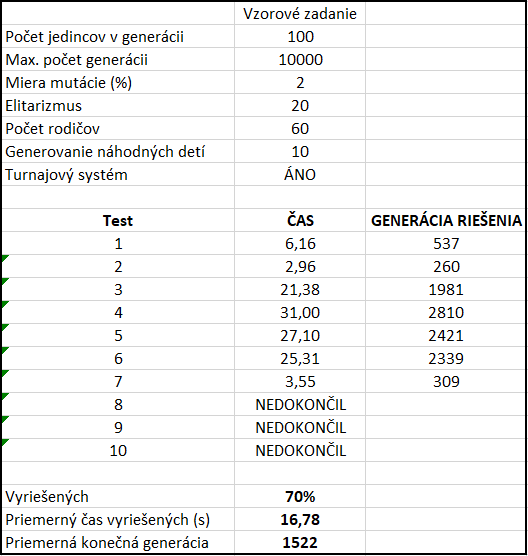 Vzorové zadanie
Počet jedincov v generácii 100
Max. počet generácii 10000
Miera mutácie (%) 2
Elitarizmus 20
Počet rodičov 60
Generovanie náhodných detí 10
Turnajový systém ÁNO
Test ČAS GENERÁCIA RIEŠENIA
1 6,16 537
2 2,96 260
3 21,38 1981
4 31,00 2810
5 27,10 2421
6 25,31 2339
7 3,55 309
8 NEDOKONČIL
9 NEDOKONČIL
10 NEDOKONČIL
Vyriešených 70%
Priemerný čas vyriešených (s) 16,78
Priemerná konečná generácia 1522